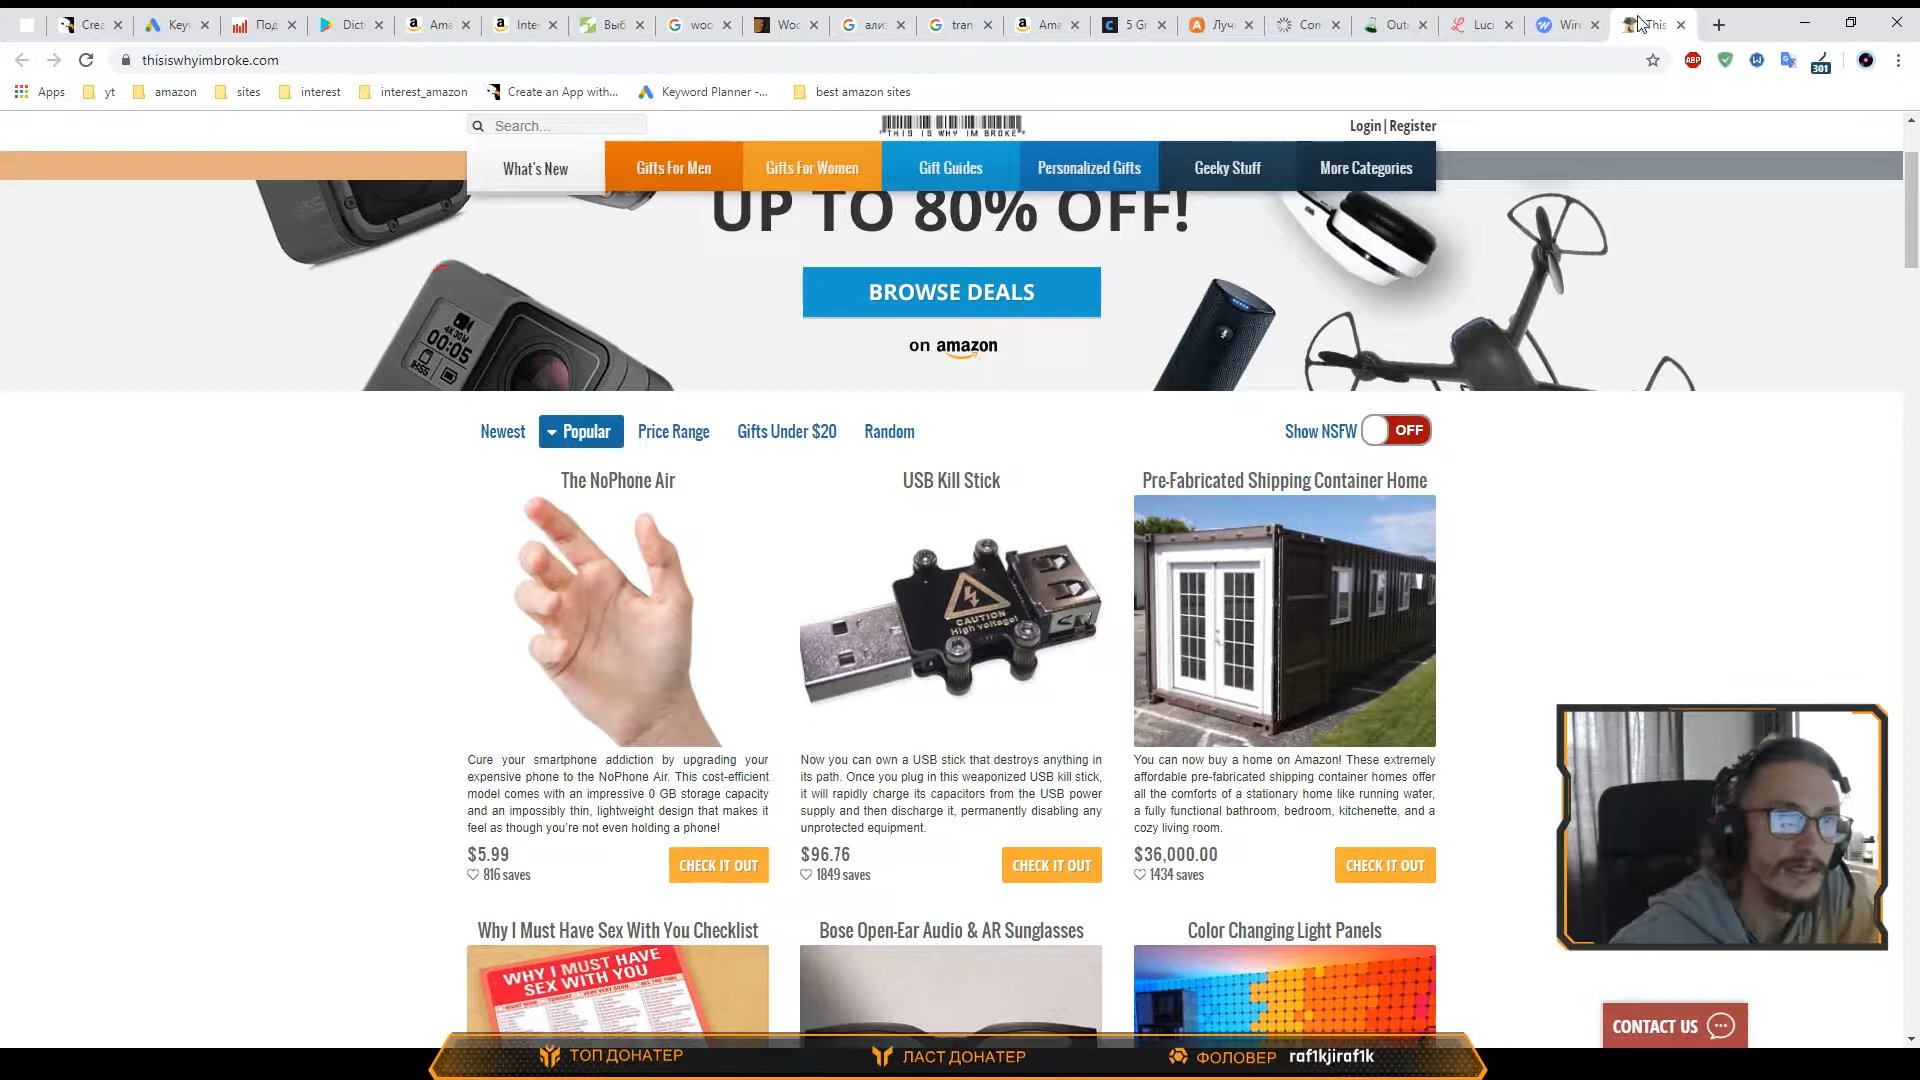 Crea
Keyw
Под
Dict
Ama
Inte
Выб
woo
Woo
ализ
tran
Ama
5 Gr
Лучш
Com
Out
Luci
Wire
This
thisiswhyimbroke.com
301
Apps
yt
amazon
sites
interest
interest_amazon
Create an App with...
Keyword Planner -...
best amazon sites
Search...
THIS IS WHY IM BROKE
Login | Register
What's New
Gifts For Men
Gifts For Women
Gift Guides
Personalized Gifts
Geeky Stuff
More Categories
UP TO 80% OFF!
BROWSE DEALS
on amazon
00:05
Newest
Popular
Price Range
Gifts Under $20
Random
Show NSFW
OFF
The NoPhone Air
Cure your smartphone addiction by upgrading your
expensive phone to the NoPhone Air. This cost-efficient
model comes with an impressive 0 GB storage capacity
and an impossibly thin, lightweight design that makes it
feel as though you're not even holding a phone!
$5.99
816 saves
CHECK IT OUT
USB Kill Stick
CAUTION
High voltage!
Now you can own a USB stick that destroys anything in
its path. Once you plug in this weaponized USB kill stick,
it will rapidly charge its capacitors from the USB power
supply and then discharge it, permanently disabling any
unprotected equipment.
$96.76
1849 saves
CHECK IT OUT
Pre-Fabricated Shipping Container Home
You can now buy a home on Amazon! These extremely
affordable pre-fabricated shipping container homes offer
all the comforts of a stationary home like running water,
a fully functional bathroom, bedroom, kitchenette, and a
cozy living room.
$36,000.00
1434 saves
CHECK IT OUT
Why I Must Have Sex With You Checklist
WHY I MUST HAVE
SEX WITH YOU
Bose Open-Ear Audio & AR Sunglasses
Color Changing Light Panels
CONTACT US
ТОП ДОНАТЕР
ЛАСТ ДОНАТЕР
ФОЛОВЕР raf1kjiraf1k